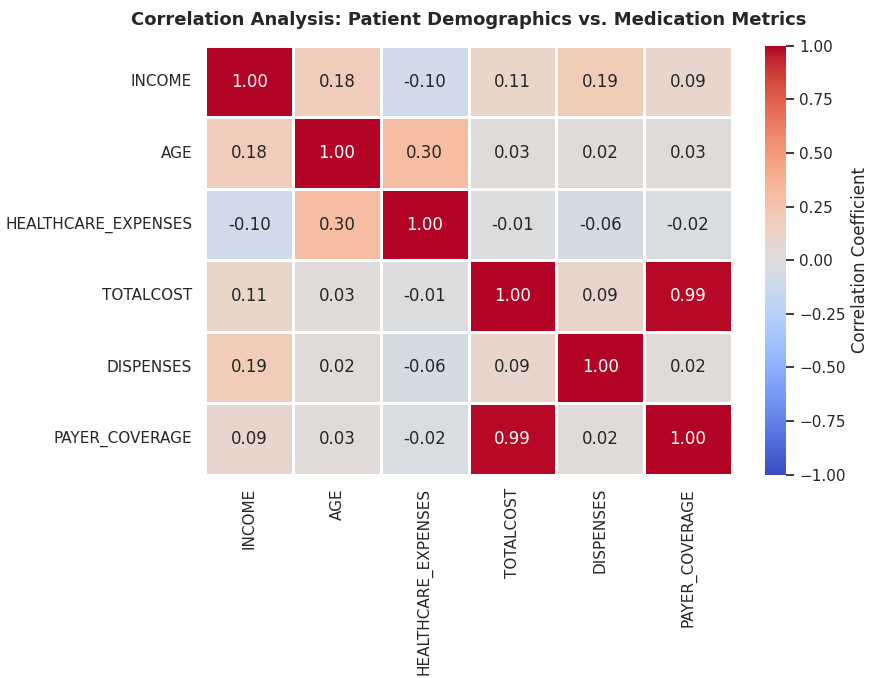 Correlation Analysis: Patient Demographics vs. Medication Metrics
INCOME 1.00 0.18 -0.10 0.11 0.19 0.09
AGE 0.18 1.00 0.30 0.03 0.02 0.03
HEALTHCARE_EXPENSES -0.10 0.30 1.00 -0.01 -0.06 -0.02
TOTALCOST 0.11 0.03 -0.01 1.00 0.09 0.99
DISPENSES 0.19 0.02 -0.06 0.09 1.00 0.02
PAYER_COVERAGE 0.09 0.03 -0.02 0.99 0.02 1.00
INCOME
AGE
HEALTHCARE_EXPENSES
TOTALCOST
DISPENSES
PAYER_COVERAGE
1.00
0.75
0.50
0.25
0.00
−0.25
−0.50
−0.75
−1.00
Correlation Coefficient